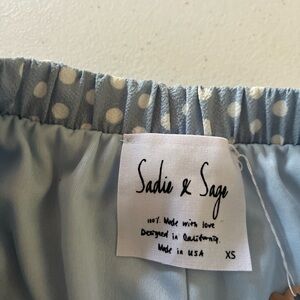 Sadie & Sage
100% Made with love
Designed in California
Made in USA
XS